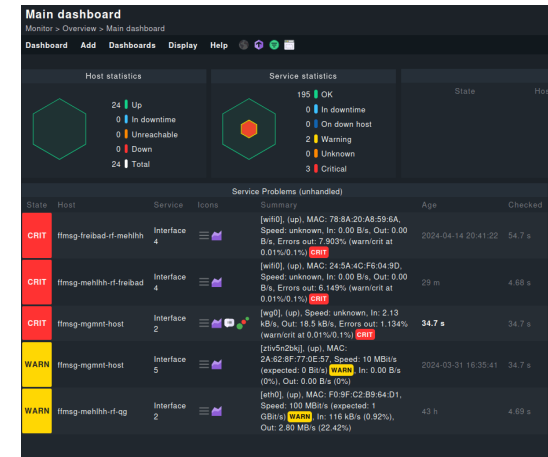 Main dashboard
Monitor > Overview > Main dashboard
Dashboard Add Dashboards Display Help
Host statistics
24 Up
0 In downtime
0 Unreachable
0 Down
24 Total
Service statistics
195 OK
0 In downtime
0 On down host
2 Warning
0 Unknown
3 Critical
State Hos
Service Problems (unhandled)
State Host Service Icons Summary Age Checked
CRIT ffmsg-freibad-rf-mehlhh Interface 4
[wifi0], (up), MAC: 78:8A:20:A8:59:6A,
Speed: unknown, In: 0.00 B/s, Out: 0.00
B/s, Errors out: 7.903% (warn/crit at
0.01%/0.1%) CRIT
2024-04-14 20:41:22 54.7 s
CRIT ffmsg-mehlhh-rf-freibad Interface 4
[wifi0], (up), MAC: 24:5A:4C:F6:04:9D,
Speed: unknown, In: 0.00 B/s, Out: 0.00
B/s, Errors out: 6.149% (warn/crit at
0.01%/0.1%) CRIT
29 m 4.68 s
CRIT ffmsg-mgmnt-host Interface 2
[wg0], (up), Speed: unknown, In: 2.13
kB/s, Out: 18.5 kB/s, Errors out: 1.134%
(warn/crit at 0.01%/0.1%) CRIT
34.7 s 34.7 s
WARN ffmsg-mgmnt-host Interface 5
[ztiv5n2bkj], (up), MAC:
2A:62:8F:77:0E:57, Speed: 10 MBit/s
(expected: 0 Bit/s) WARN, In: 0.00 B/s
(0%), Out: 0.00 B/s (0%)
2024-03-31 16:35:41 34.7 s
WARN ffmsg-mehlhh-rf-qg Interface 2
[eth0], (up), MAC: F0:9F:C2:B9:64:D1,
Speed: 100 MBit/s (expected: 1
GBit/s) WARN, In: 116 kB/s (0.92%),
Out: 2.80 MB/s (22.42%)
43 h 4.69 s